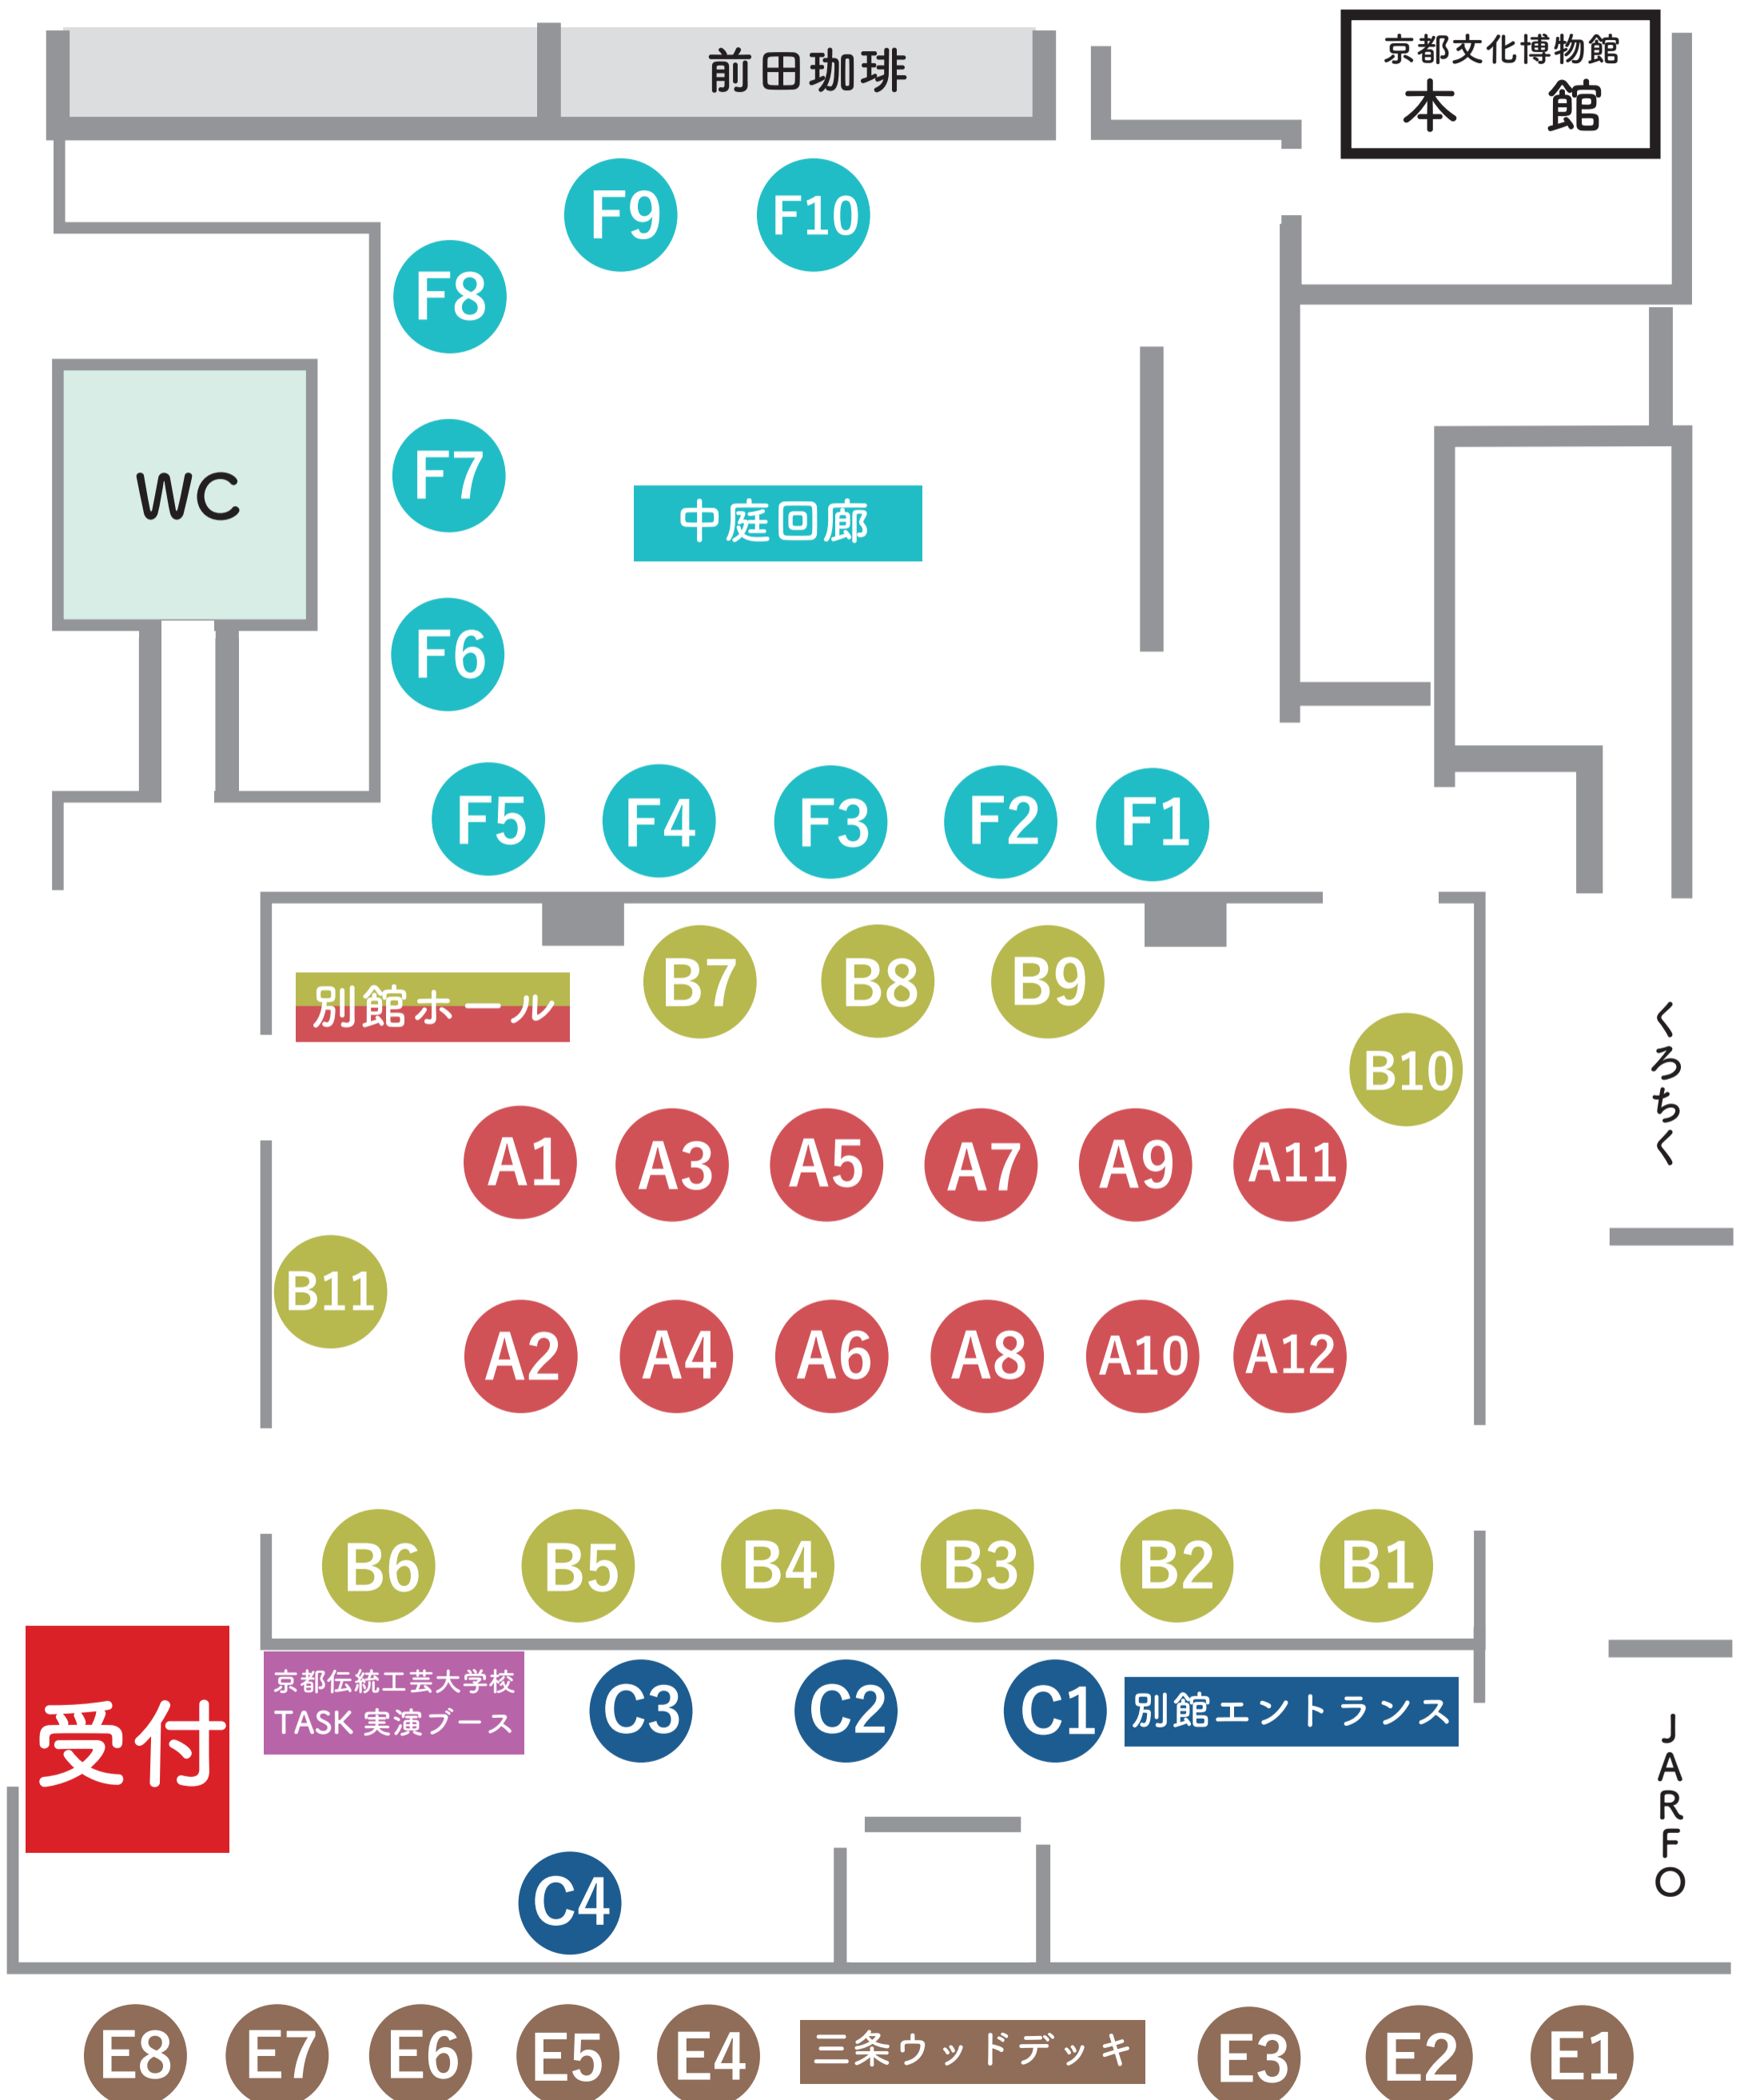 前田珈琲
京都文化博物館
本館
F9
F10
F8
WC
F7
中庭回廊
F6
F5
F4
F3
F2
F1
B7
B8
B9
別館ホール
B10
くろちく
A1
A3
A5
A7
A9
A11
B11
A2
A4
A6
A8
A10
A12
B6
B5
B4
B3
B2
B1
受付
京都伝統工芸大学校
TASK 実演ブース
C3
C2
C1
別館エントランス
JARFO
C4
E8
E7
E6
E5
E4
三条ウッドデッキ
E3
E2
E1